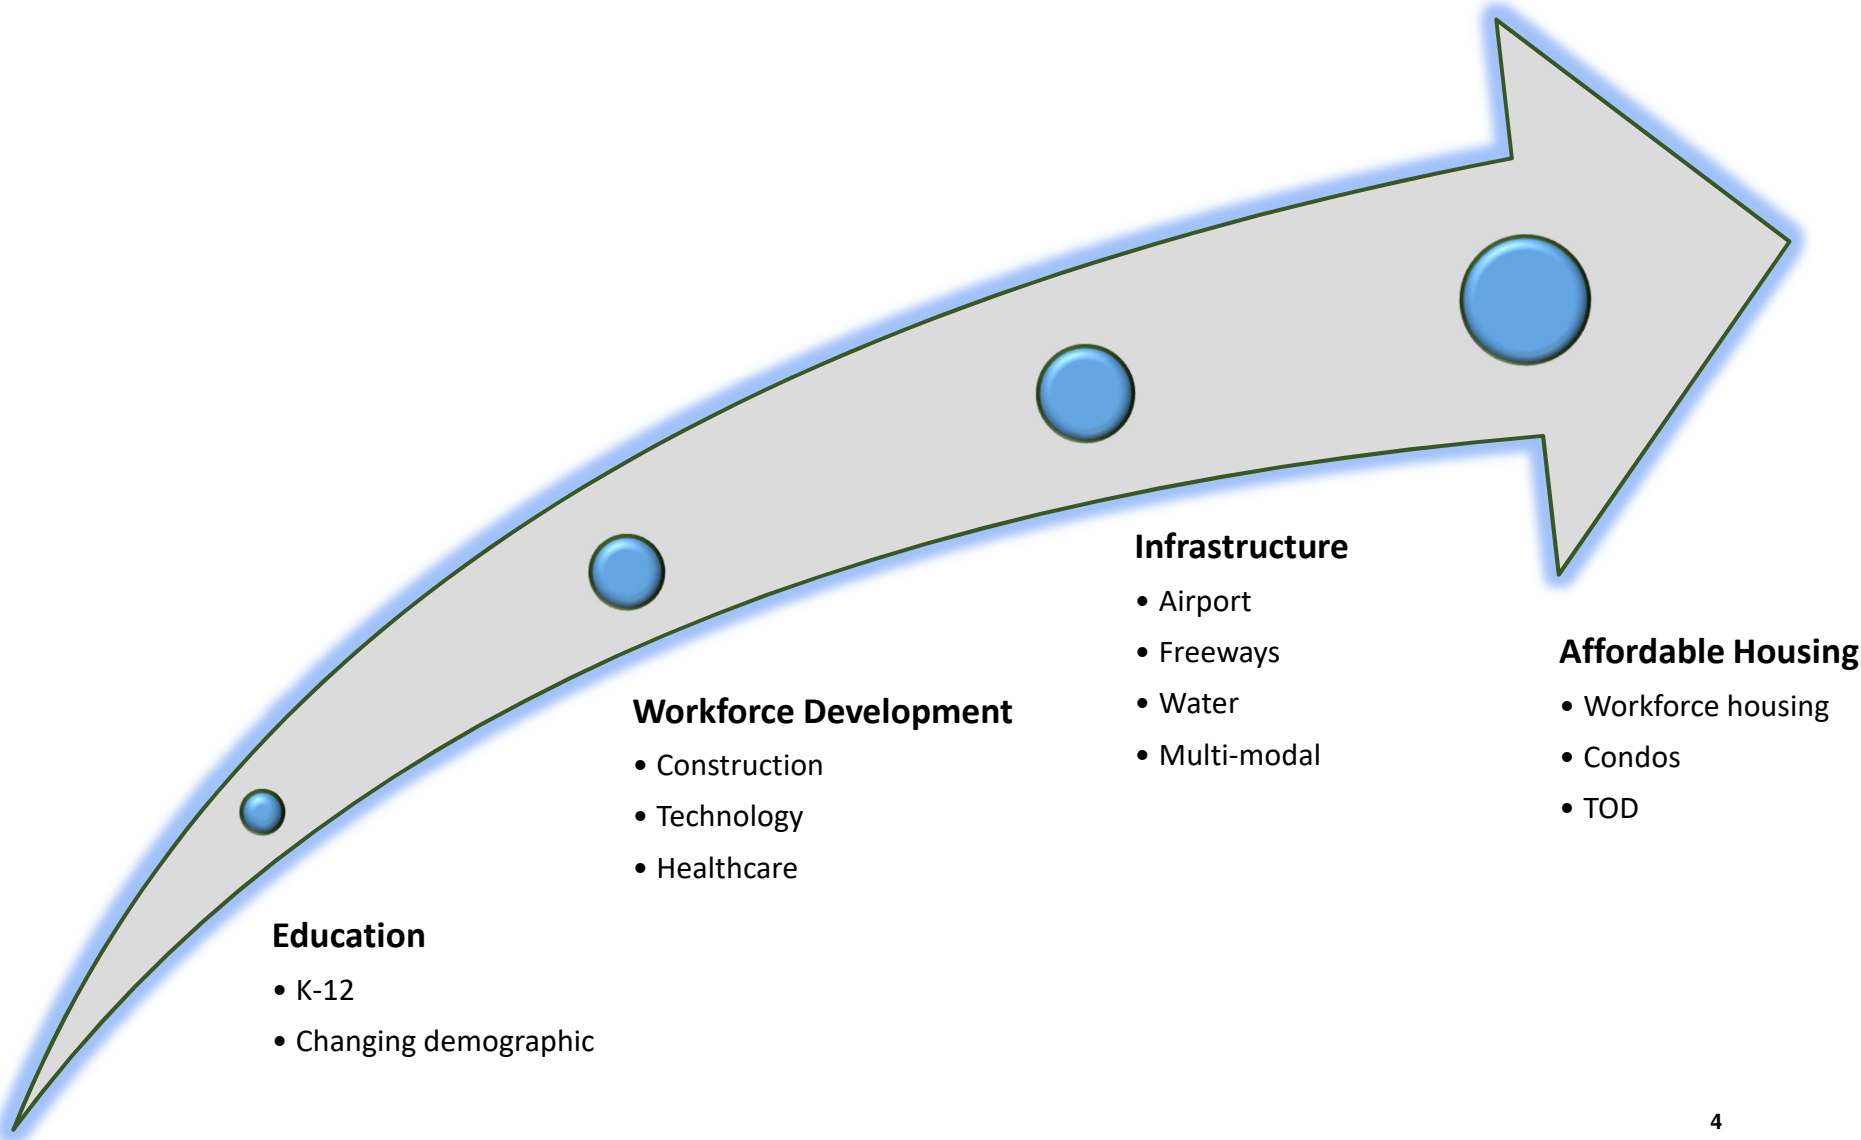 Education
• K-12
• Changing demographic
Workforce Development
• Construction
• Technology
• Healthcare
Infrastructure
• Airport
• Freeways
• Water
• Multi-modal
Affordable Housing
• Workforce housing
• Condos
• TOD
4